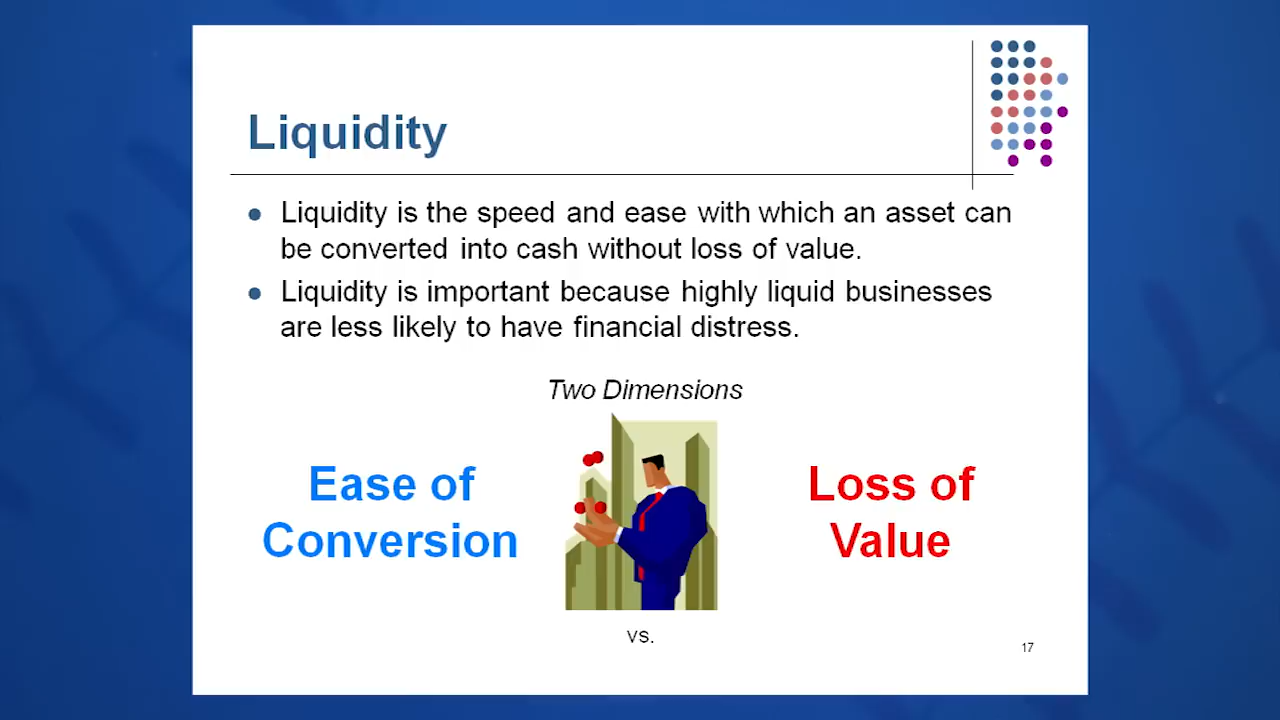 Liquidity
Liquidity is the speed and ease with which an asset can
be converted into cash without loss of value.
Liquidity is important because highly liquid businesses
are less likely to have financial distress.
Two Dimensions
Ease of
Conversion
Loss of
Value
vs.
17